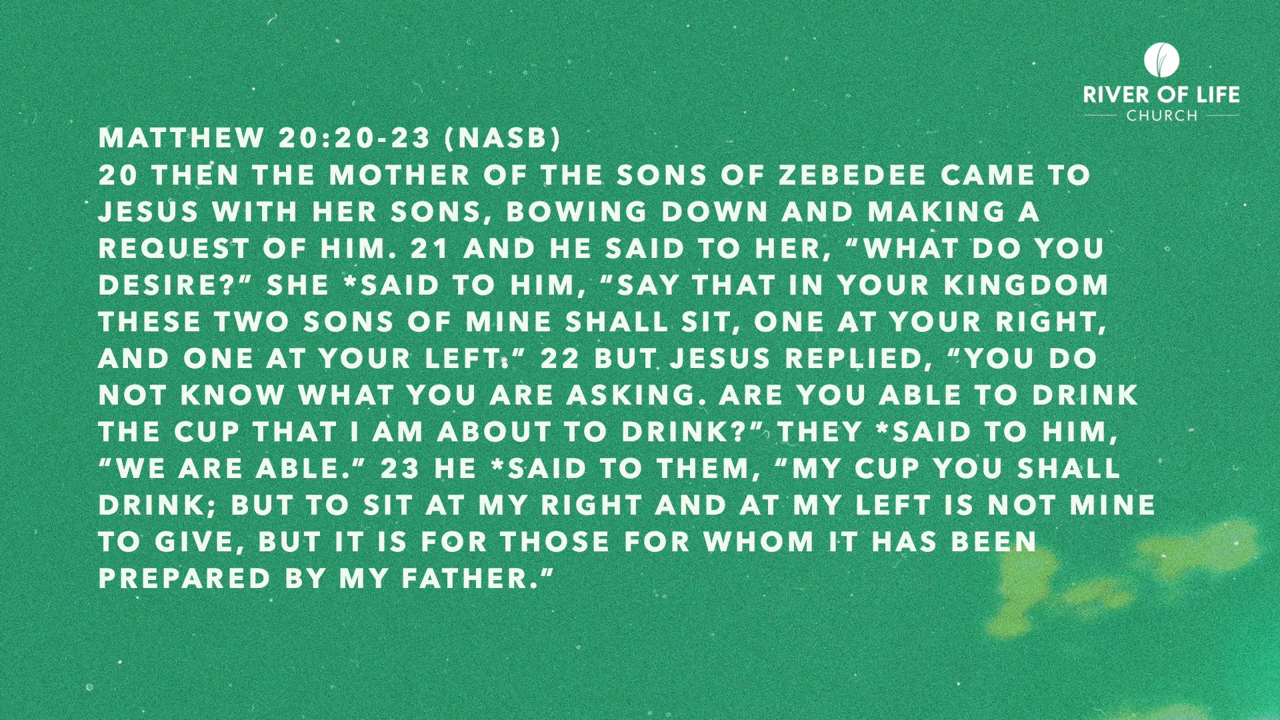 RIVER OF LIFE
CHURCH
MATTHEW 20:20-23 (NASB)
20 THEN THE MOTHER OF THE SONS OF ZEBEDEE CAME TO
JESUS WITH HER SONS, BOWING DOWN AND MAKING A
REQUEST OF HIM. 21 AND HE SAID TO HER, “WHAT DO YOU
DESIRE?” SHE *SAID TO HIM, “SAY THAT IN YOUR KINGDOM
THESE TWO SONS OF MINE SHALL SIT, ONE AT YOUR RIGHT,
AND ONE AT YOUR LEFT.” 22 BUT JESUS REPLIED, “YOU DO
NOT KNOW WHAT YOU ARE ASKING. ARE YOU ABLE TO DRINK
THE CUP THAT I AM ABOUT TO DRINK?” THEY *SAID TO HIM,
“WE ARE ABLE.” 23 HE *SAID TO THEM, “MY CUP YOU SHALL
DRINK; BUT TO SIT AT MY RIGHT AND AT MY LEFT IS NOT MINE
TO GIVE, BUT IT IS FOR THOSE FOR WHOM IT HAS BEEN
PREPARED BY MY FATHER.”